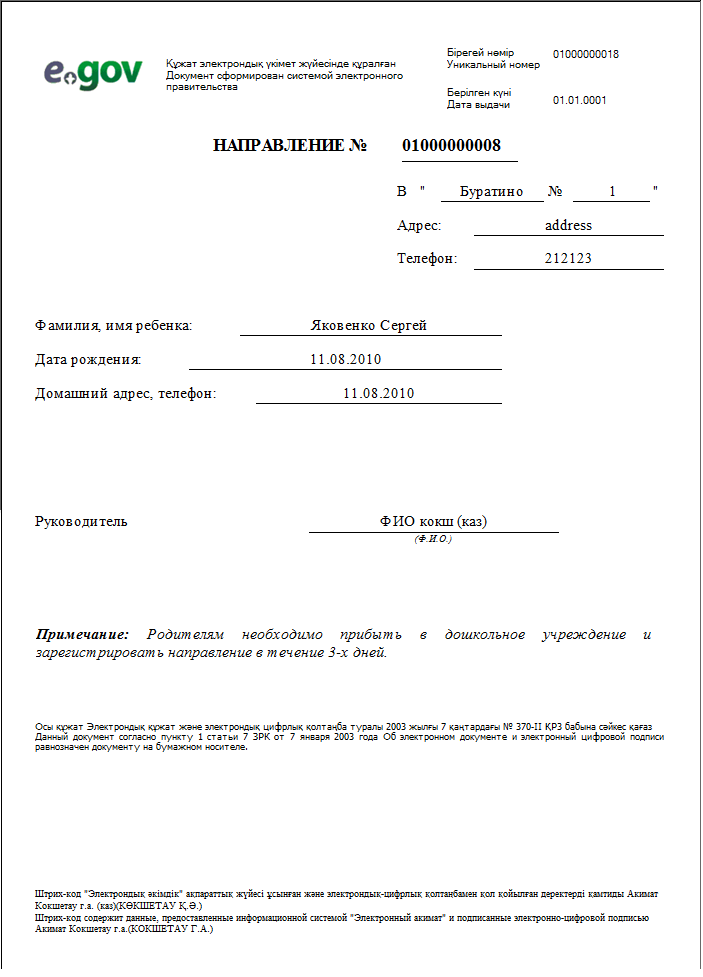 e.gov
Құжат электрондық үкімет жүйесінде құралған
Документ сформирован системой электронного
правительства
Бірегей нөмір
Уникальный номер
01000000018
Берілген күні
Дата выдачи
01.01.0001
НАПРАВЛЕНИЕ № 01000000008
В " Буратино № 1 "
Адрес: address
Телефон: 212123
Фамилия, имя ребенка: Яковенко Сергей
Дата рождения: 11.08.2010
Домашний адрес, телефон: 11.08.2010
Руководитель ФИО кокш (каз)
(Ф.И.О.)
Примечание: Родителям необходимо прибыть в дошкольное учреждение и
зарегистрировать направление в течение 3-х дней.
Осы құжат Электрондық құжат және электрондық цифрлық қолтаңба туралы 2003 жылғы 7 қаңтардағы № 370-II ҚРЗ бабына сәйкес қағаз
Данный документ согласно пункту 1 статьи 7 ЗРК от 7 января 2003 года Об электронном документе и электронный цифровой подписи
равнозначен документу на бумажном носителе.
Штрих-код "Электрондық әкімдік" ақпараттық жүйесі ұсынған және электрондық-цифрлық қолтанбамен қол қойылған деректерді қамтиды Акимат
Кокшетау г.а. (каз)(КӨКШЕТАУ Қ.Ә.)
Штрих-код содержит данные, предоставленные информационной системой "Электронный акимат" и подписанные электронно-цифровой подписью
Акимат Кокшетау г.а.(КОКШЕТАУ Г.А.)